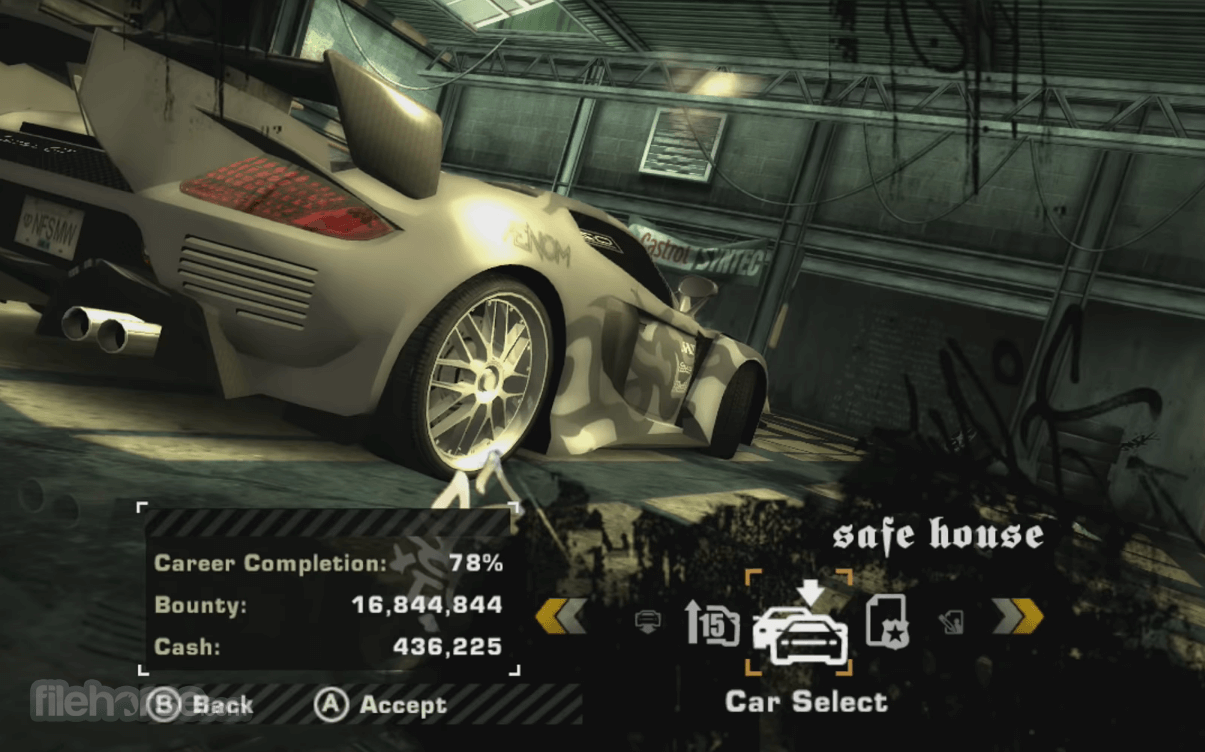 NFSMW
VENOM
Castrol SYNTEC
safe house
Career Completion: 78%
Bounty: 16,844,844
Cash: 436,225
15
Car Select
B Back
A Accept
filehorse